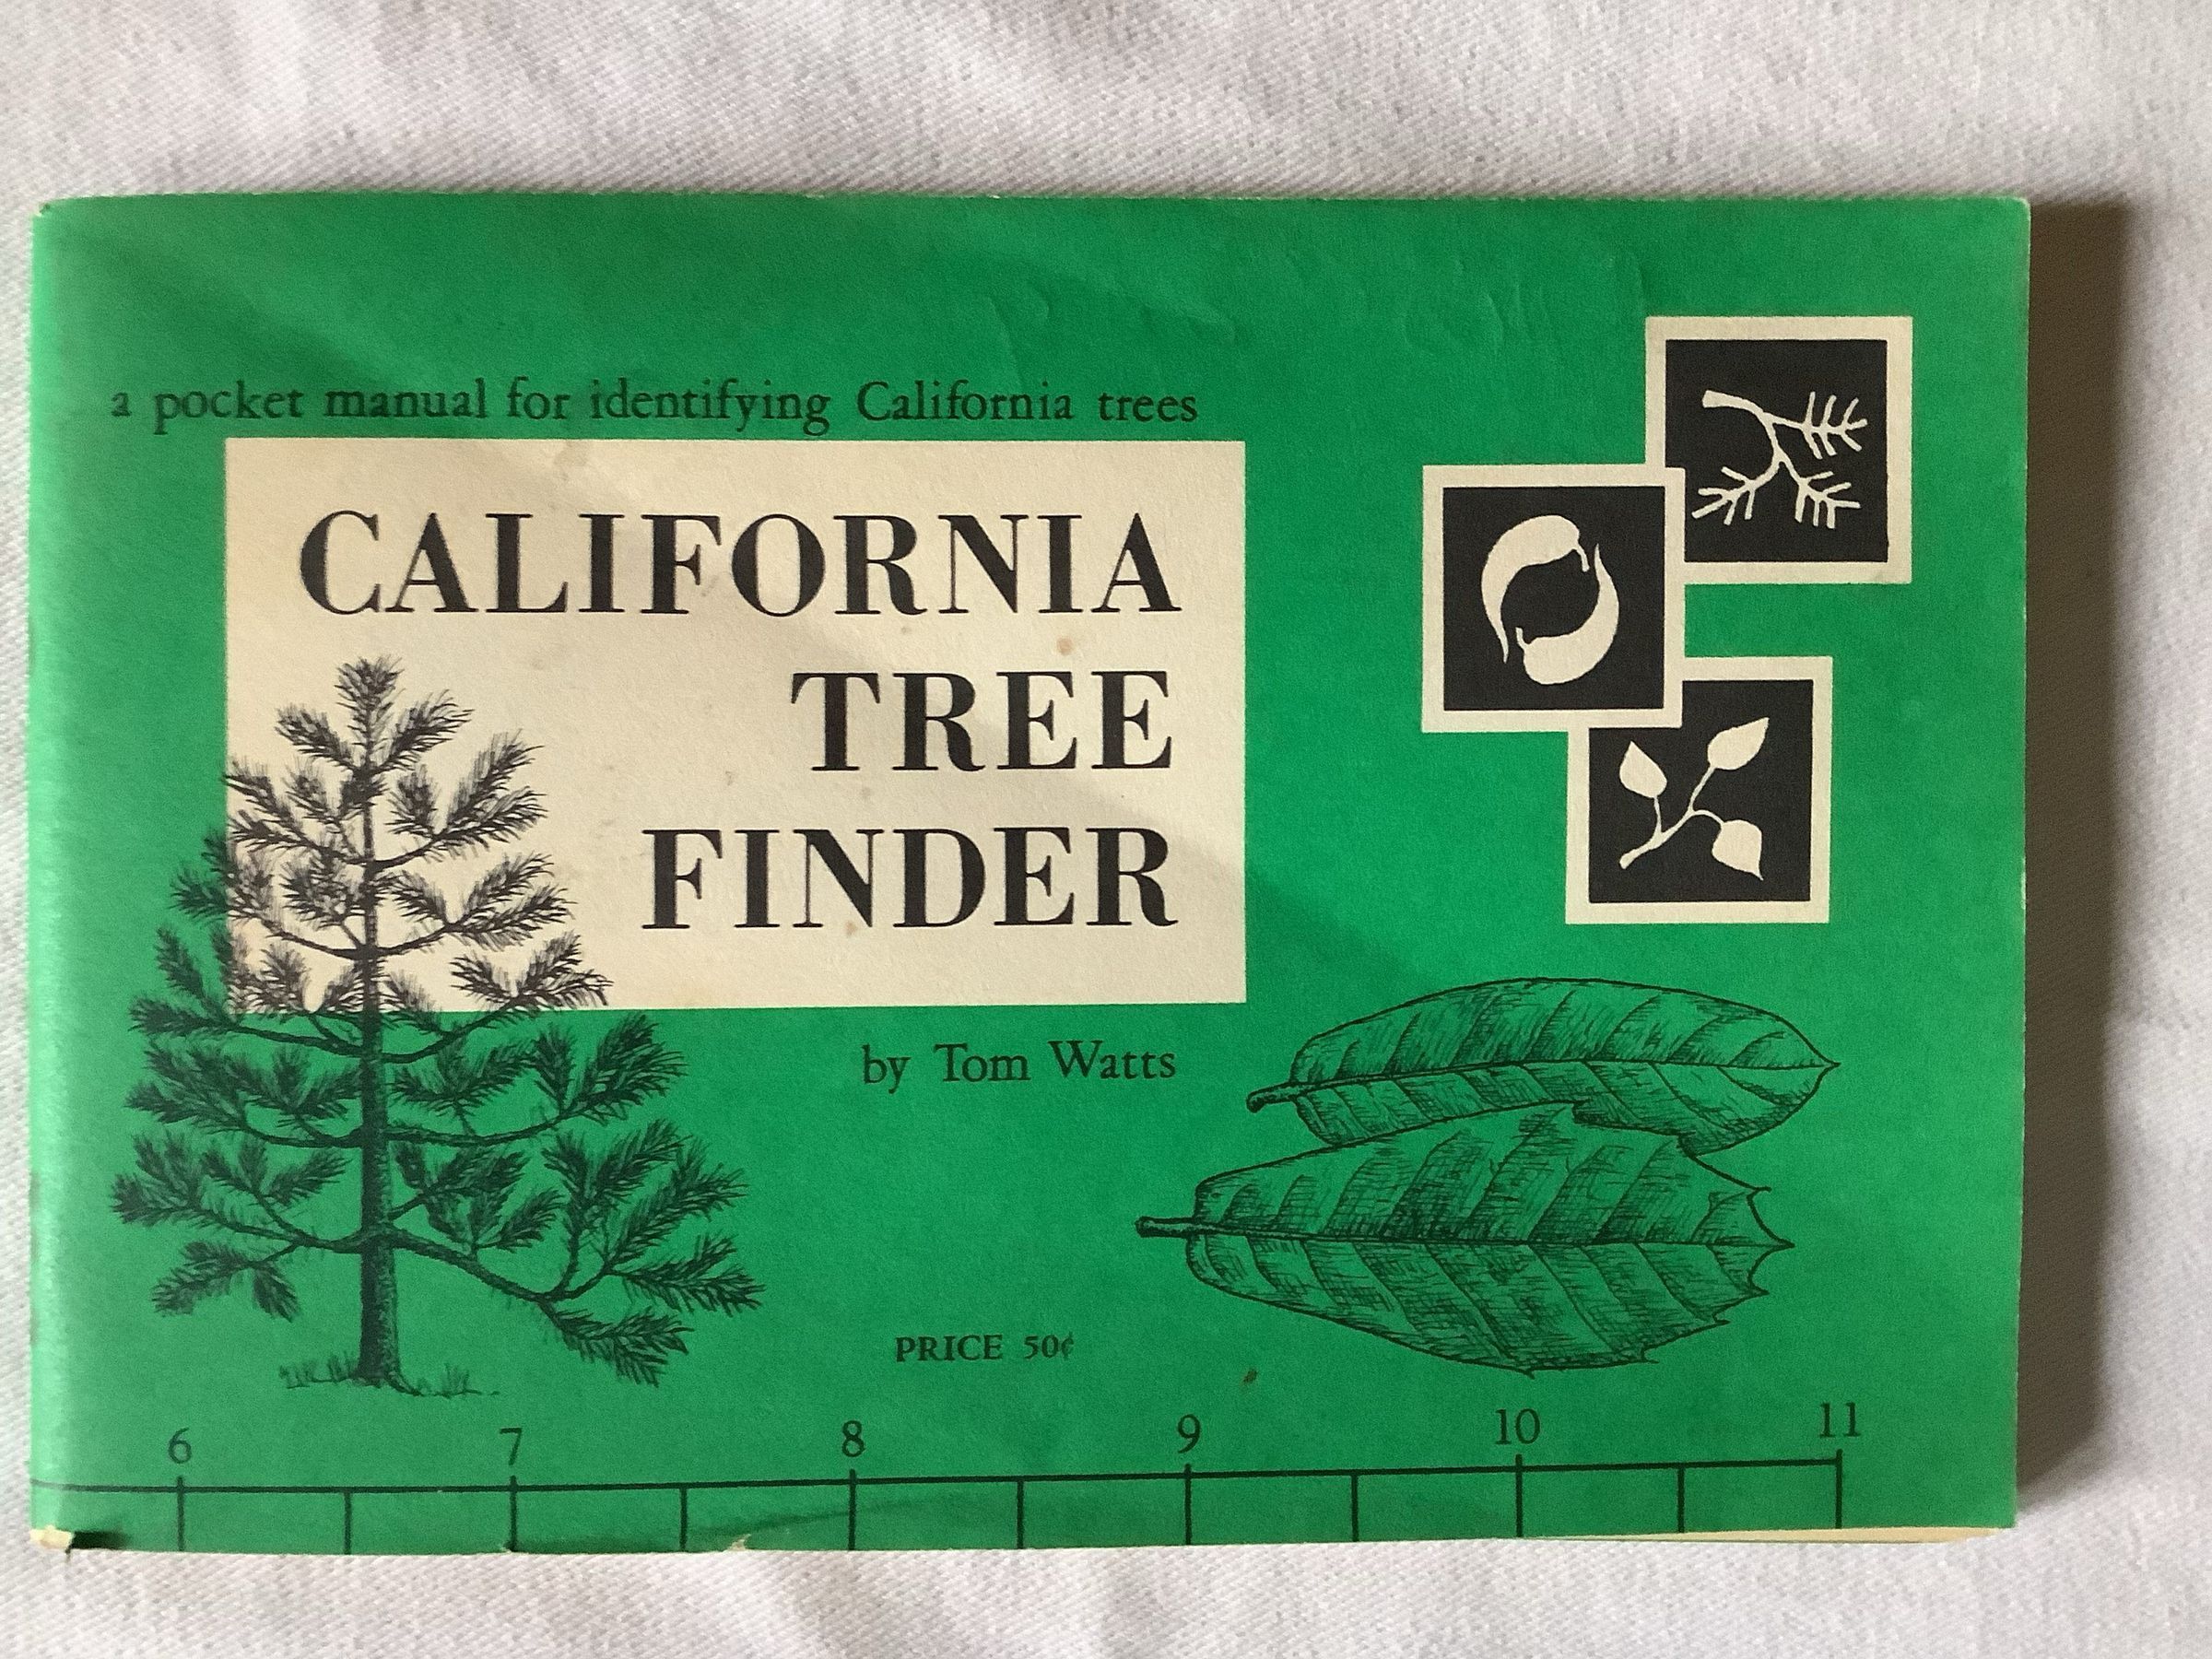 a pocket manual for identifying California trees
CALIFORNIA
TREE
FINDER
by Tom Watts
PRICE 50¢
6 7 8 9 10 11